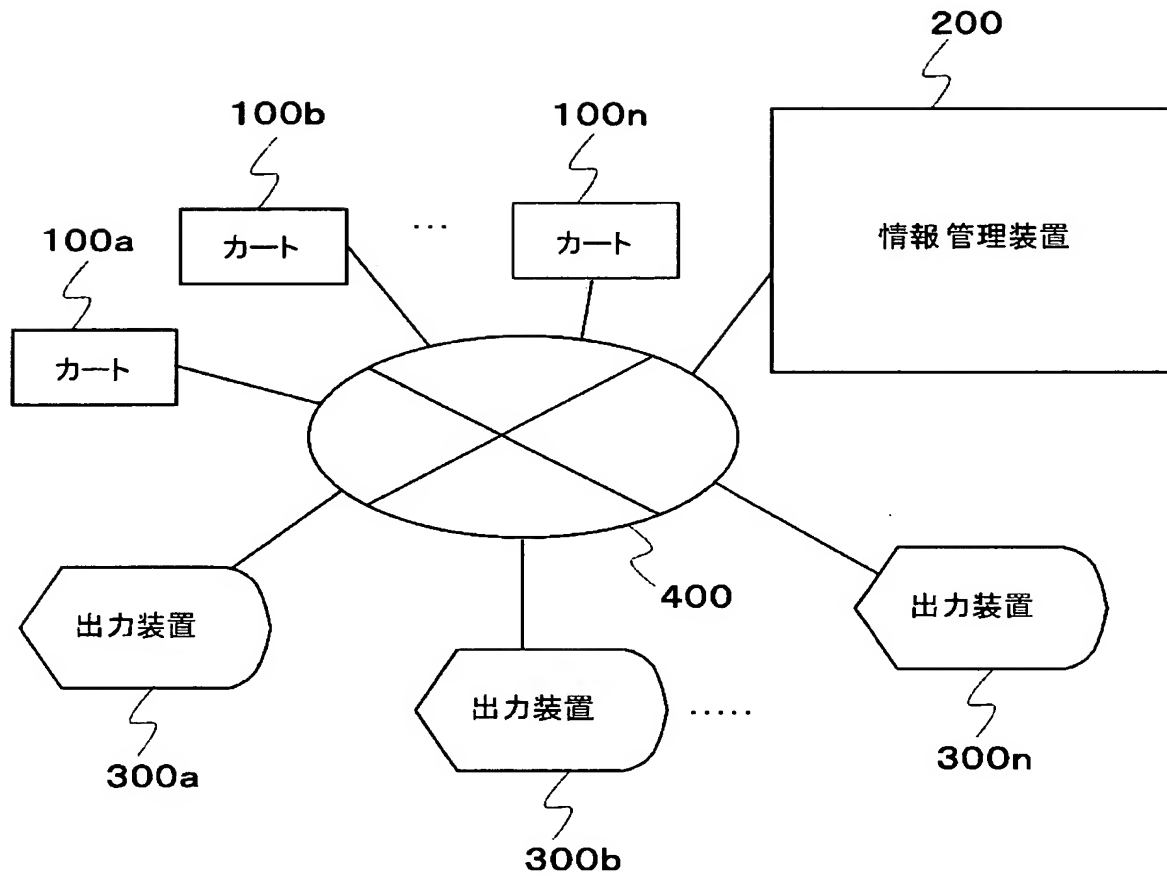 200
100b
100n
100a
カート
… 
カート
情報管理装置
カート
400
出力装置
出力装置
出力装置
.....
300a
300n
300b